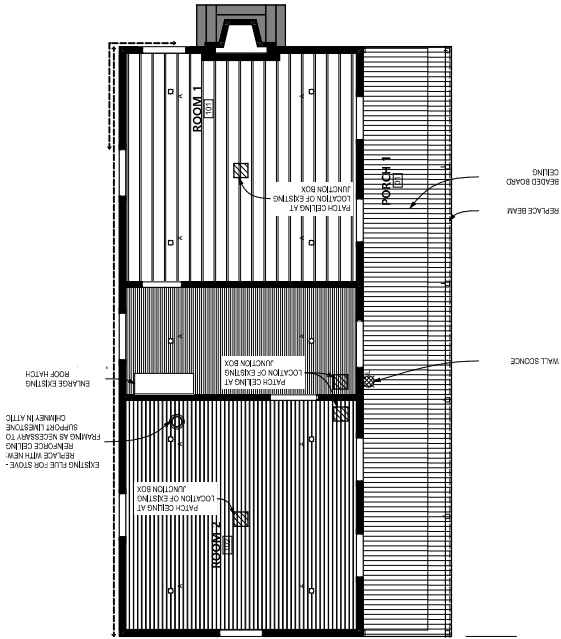 ROOM 1
101
A
A
PATCH CEILING AT
LOCATION OF EXISTING
JUNCTION BOX
A
A
PORCH 1
01
BEADED BOARD
CEILING
REPLACE BEAM
WALL SCONCE
A
A
PATCH CEILING AT
LOCATION OF EXISTING
JUNCTION BOX
ENLARGE EXISTING
ROOF HATCH
EXISTING FLUE FOR STOVE -
REPLACE WITH NEW;
REINFORCE CEILING
FRAMING AS NECESSARY TO
SUPPORT LIMESTONE
CHIMNEY IN ATTIC
A
A
PATCH CEILING AT
LOCATION OF EXISTING
JUNCTION BOX
ROOM 2
102
A
A